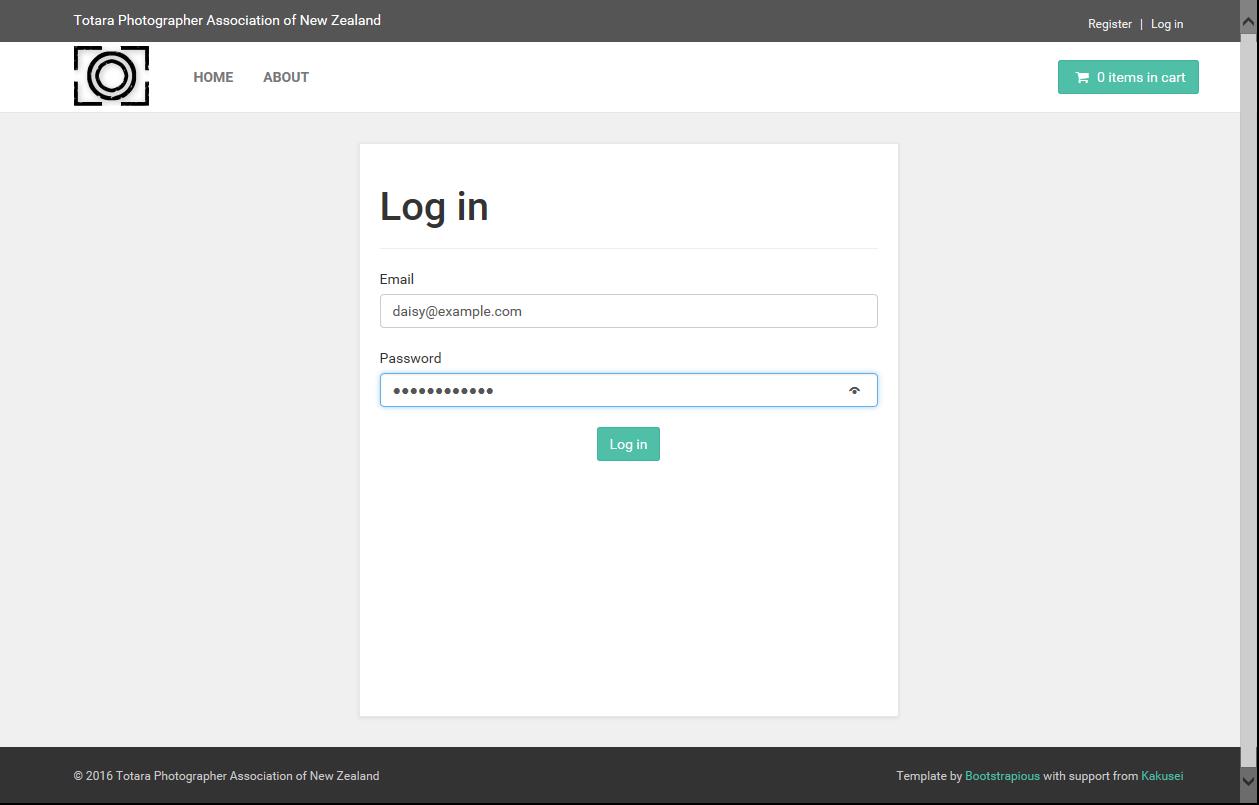 Totara Photographer Association of New Zealand
Register | Log in
HOME ABOUT
0 items in cart
Log in
Email
daisy@example.com
Password
●●●●●●●●●●●●
Log in
© 2016 Totara Photographer Association of New Zealand
Template by Bootstrapious with support from Kakusei